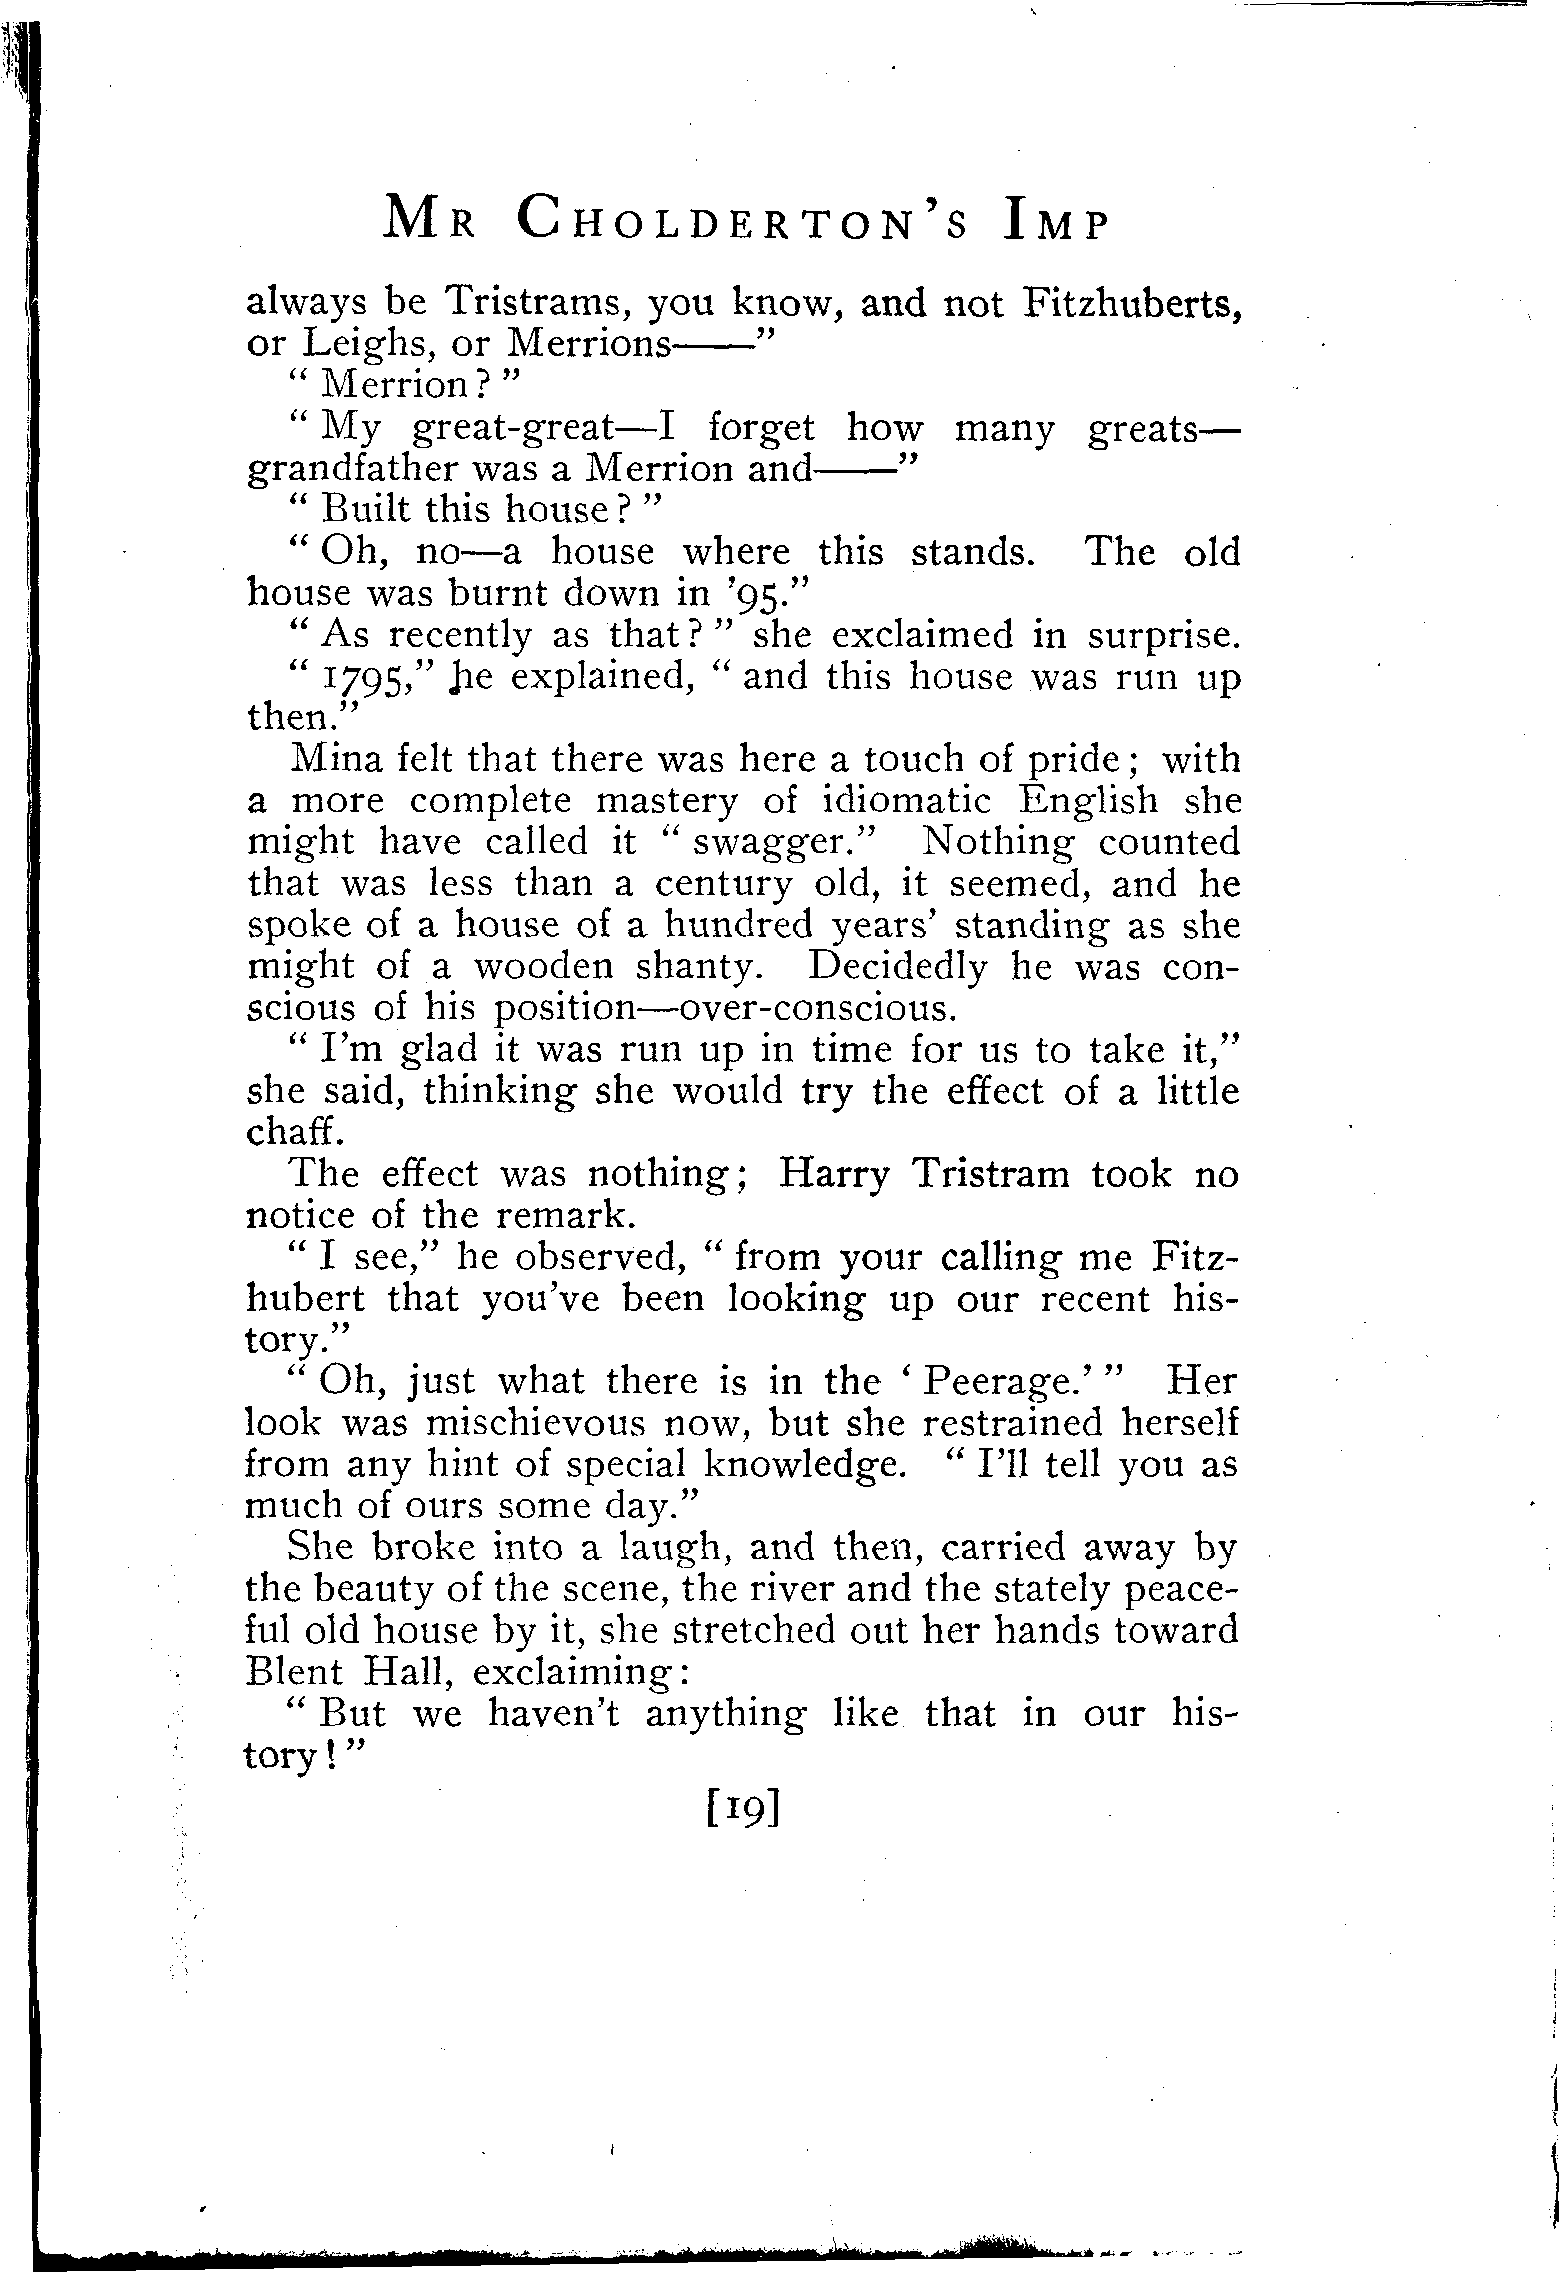 MR CHOLDERTON'S IMP
always be Tristrams, you know, and not Fitzhuberts,
or Leighs, or Merrions——"
"Merrion?"
"My great-great—I forget how many greats—
grandfather was a Merrion and——"
"Built this house?"
"Oh, no—a house where this stands. The old
house was burnt down in '95."
"As recently as that?" she exclaimed in surprise.
"1795," he explained, "and this house was run up
then."
Mina felt that there was here a touch of pride; with
a more complete mastery of idiomatic English she
might have called it "swagger." Nothing counted
that was less than a century old, it seemed, and he
spoke of a house of a hundred years' standing as she
might of a wooden shanty. Decidedly he was con-
scious of his position—over-conscious.
"I'm glad it was run up in time for us to take it,"
she said, thinking she would try the effect of a little
chaff.
The effect was nothing; Harry Tristram took no
notice of the remark.
"I see," he observed, "from your calling me Fitz-
hubert that you've been looking up our recent his-
tory."
"Oh, just what there is in the 'Peerage.'" Her
look was mischievous now, but she restrained herself
from any hint of special knowledge. "I'll tell you as
much of ours some day."
She broke into a laugh, and then, carried away by
the beauty of the scene, the river and the stately peace-
ful old house by it, she stretched out her hands toward
Blent Hall, exclaiming:
"But we haven't anything like that in our his-
tory!"
[19]